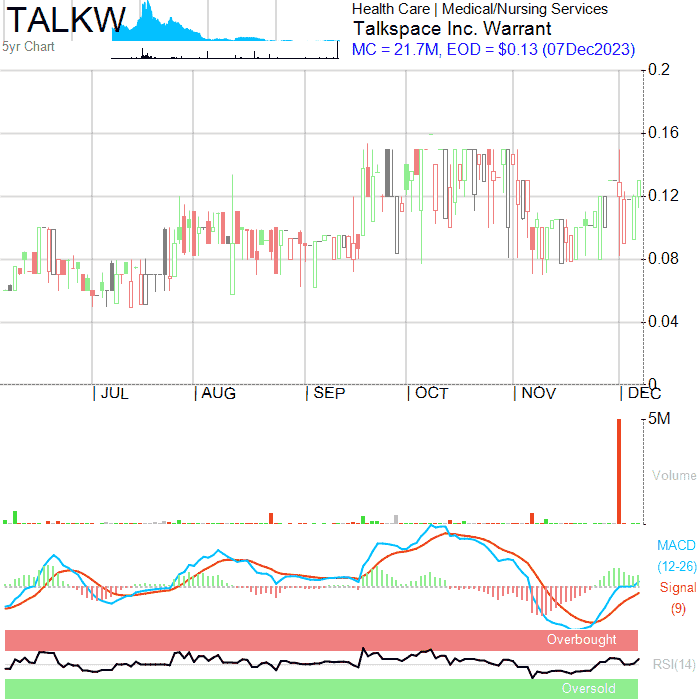 TALKW
Health Care | Medical/Nursing Services
Talkspace Inc. Warrant
5yr Chart
MC = 21.7M, EOD = $0.13 (07Dec2023)
0.2
0.16
0.12
0.08
0.04
0
| JUL | AUG | SEP | OCT | NOV | DEC
5M
Volume
MACD
(12-26)
Signal
(9)
Overbought
RSI(14)
Oversold